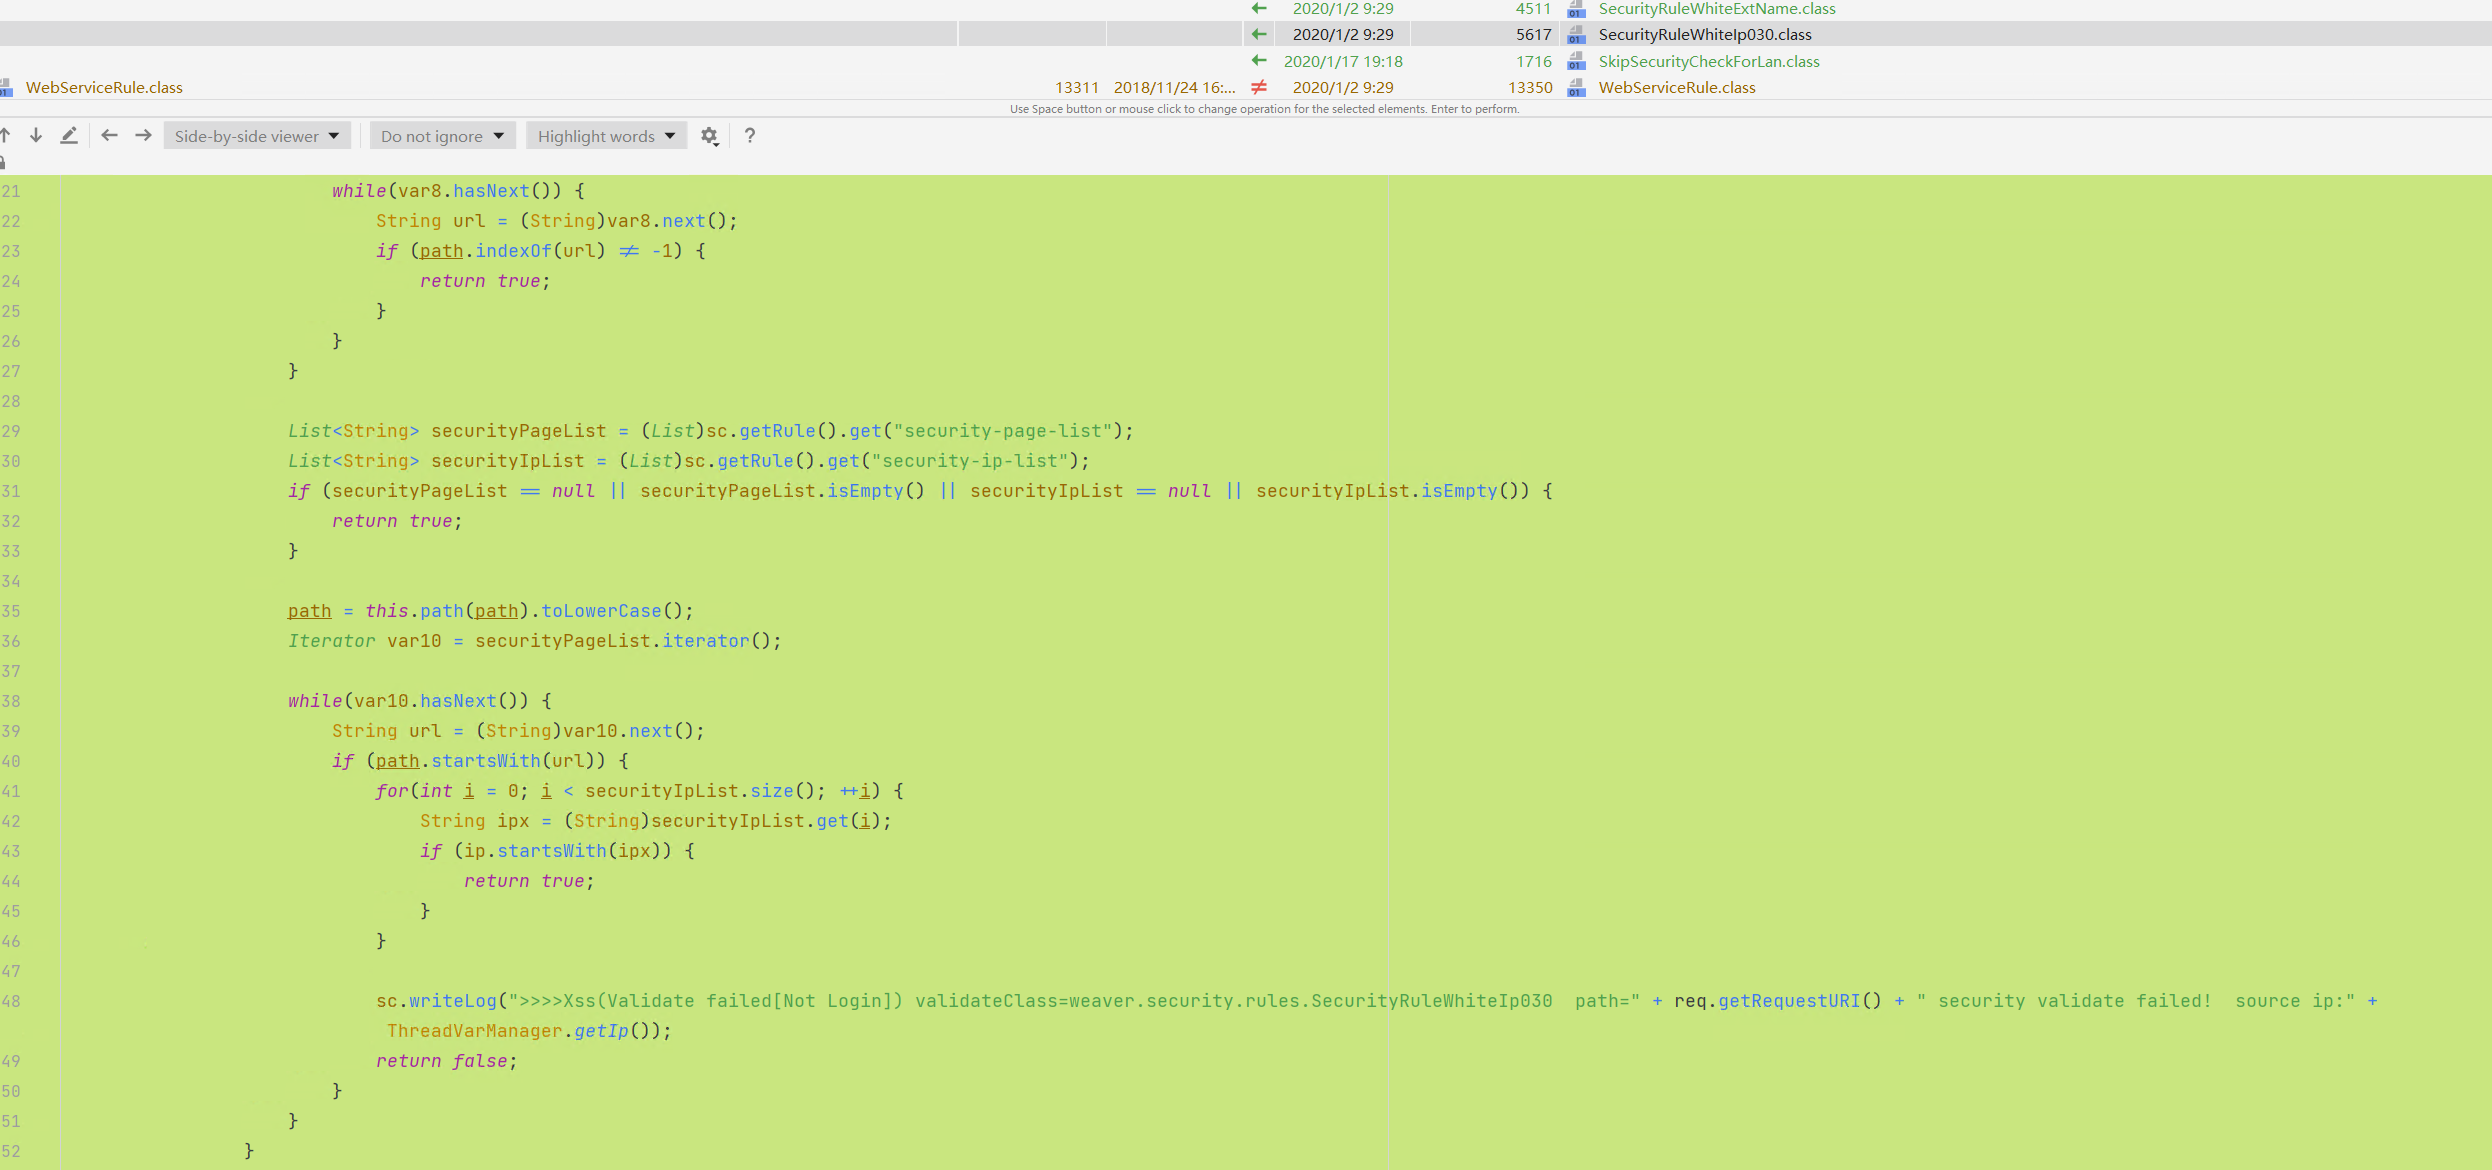 2020/1/2 9:29 4511 SecurityRuleWhiteExtName.class
2020/1/2 9:29 5617 SecurityRuleWhiteIp030.class
2020/1/17 19:18 1716 SkipSecurityCheckForLan.class
WebServiceRule.class 13311 2018/11/24 16:... ≠ 2020/1/2 9:29 13350 WebServiceRule.class
Use Space button or mouse click to change operation for the selected elements. Enter to perform.
Side-by-side viewer Do not ignore Highlight words ?
21 while(var8.hasNext()) {
22 String url = (String)var8.next();
23 if (path.indexOf(url) ≠ -1) {
24 return true;
25 }
26 }
27 }
28
29 List<String> securityPageList = (List)sc.getRule().get("security-page-list");
30 List<String> securityIpList = (List)sc.getRule().get("security-ip-list");
31 if (securityPageList == null || securityPageList.isEmpty() || securityIpList == null || securityIpList.isEmpty()) {
32 return true;
33 }
34
35 path = this.path(path).toLowerCase();
36 Iterator var10 = securityPageList.iterator();
37
38 while(var10.hasNext()) {
39 String url = (String)var10.next();
40 if (path.startsWith(url)) {
41 for(int i = 0; i < securityIpList.size(); ++i) {
42 String ipx = (String)securityIpList.get(i);
43 if (ip.startsWith(ipx)) {
44 return true;
45 }
46 }
47
48 sc.writeLog(">>>>Xss(Validate failed[Not Login]) validateClass=weaver.security.rules.SecurityRuleWhiteIp030  path=" + req.getRequestURI() + " security validate failed!  source ip:" +
ThreadVarManager.getIp());
49 return false;
50 }
51 }
52 }